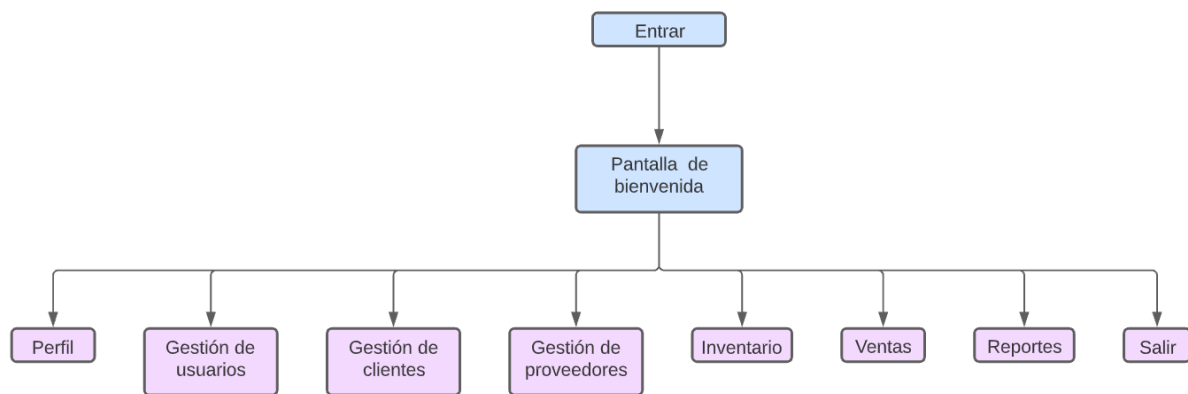 Entrar
Pantalla de
bienvenida
Perfil
Gestión de
usuarios
Gestión de
clientes
Gestión de
proveedores
Inventario
Ventas
Reportes
Salir